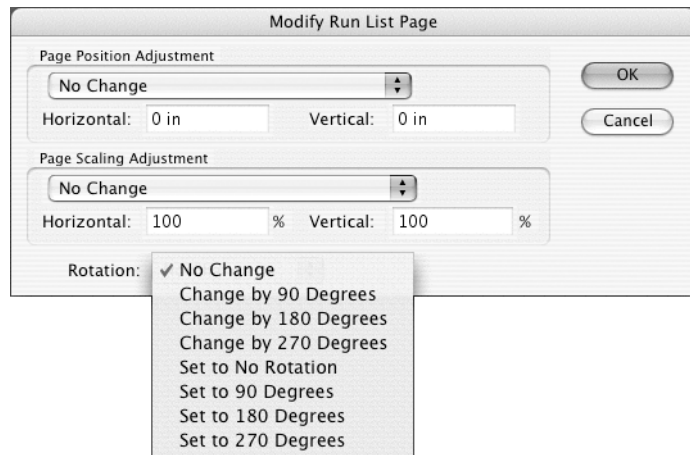 Modify Run List Page
Page Position Adjustment
No Change
Horizontal: 0 in Vertical: 0 in
OK
Cancel
Page Scaling Adjustment
No Change
Horizontal: 100 % Vertical: 100 %
Rotation: ✓ No Change
Change by 90 Degrees
Change by 180 Degrees
Change by 270 Degrees
Set to No Rotation
Set to 90 Degrees
Set to 180 Degrees
Set to 270 Degrees